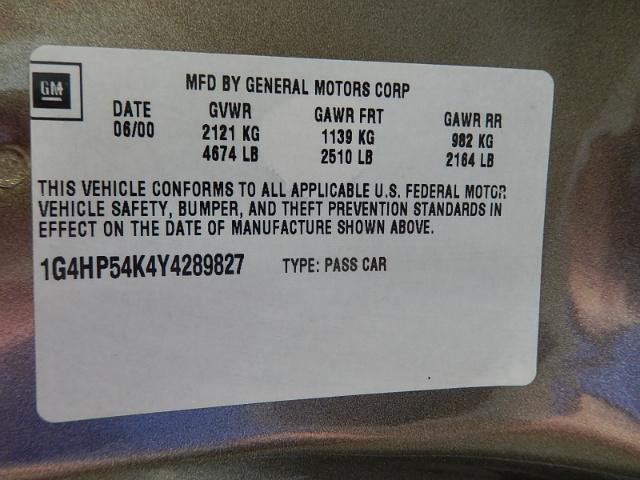 GM
MFD BY GENERAL MOTORS CORP
DATE GVWR GAWR FRT GAWR RR
06/00 2121 KG 1139 KG 982 KG
4674 LB 2510 LB 2164 LB
THIS VEHICLE CONFORMS TO ALL APPLICABLE U.S. FEDERAL MOTOR
VEHICLE SAFETY, BUMPER, AND THEFT PREVENTION STANDARDS IN
EFFECT ON THE DATE OF MANUFACTURE SHOWN ABOVE.
1G4HP54K4Y4289827 TYPE: PASS CAR